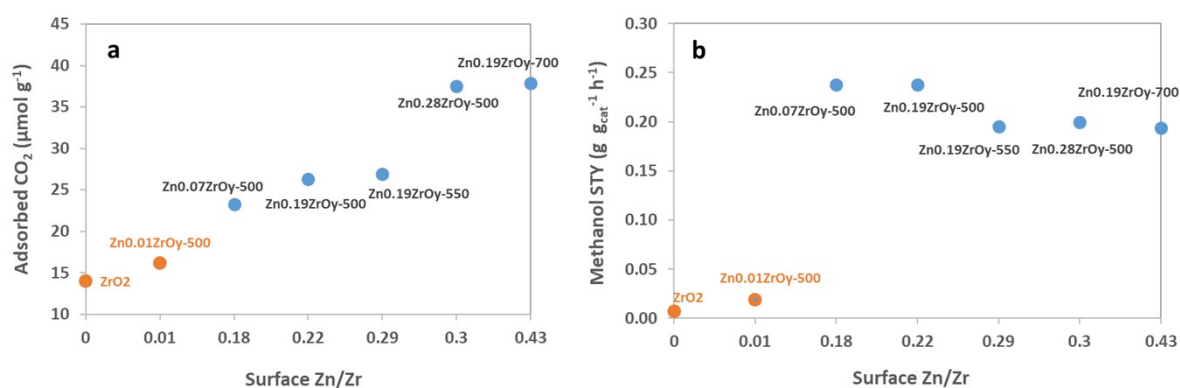 a
45
40
35
30
25
20
15
10
Adsorbed CO₂ (µmol g⁻¹)
Zn0.19ZrOy-700
Zn0.28ZrOy-500
Zn0.07ZrOy-500
Zn0.19ZrOy-500
Zn0.19ZrOy-550
Zn0.01ZrOy-500
ZrO2
0 0.01 0.18 0.22 0.29 0.3 0.43
Surface Zn/Zr
b
0.30
0.25
0.20
0.15
0.10
0.05
0.00
Methanol STY (g g_cat⁻¹ h⁻¹)
Zn0.07ZrOy-500
Zn0.19ZrOy-500
Zn0.19ZrOy-700
Zn0.19ZrOy-550
Zn0.28ZrOy-500
Zn0.01ZrOy-500
ZrO2
0 0.01 0.18 0.22 0.29 0.3 0.43
Surface Zn/Zr